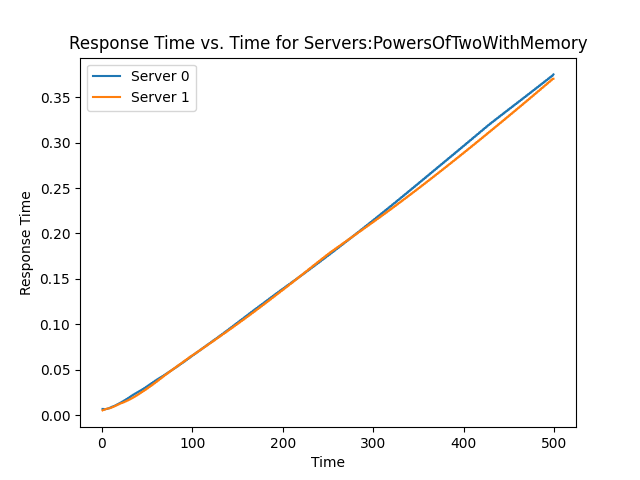 Response Time vs. Time for Servers:PowersOfTwoWithMemory
Server 0
Server 1
Response Time
0.35
0.30
0.25
0.20
0.15
0.10
0.05
0.00
0
100
200
300
400
500
Time